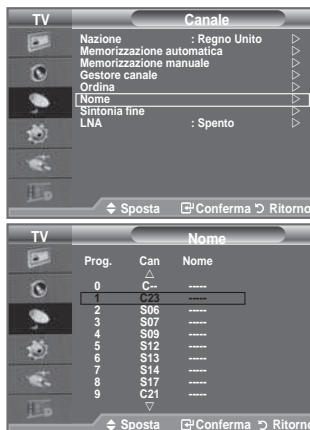 TV Canale
Nazione : Regno Unito
Memorizzazione automatica
Memorizzazione manuale
Gestore canale
Ordina
Nome
Sintonia fine
LNA : Spento
Sposta Conferma Ritorno
TV Nome
Prog. Can Nome
0 C-- -----
1 C23 -----
2 S06 -----
3 S07 -----
4 S09 -----
5 S12 -----
6 S13 -----
7 S14 -----
8 S17 -----
9 C21 -----
Sposta Conferma Ritorno